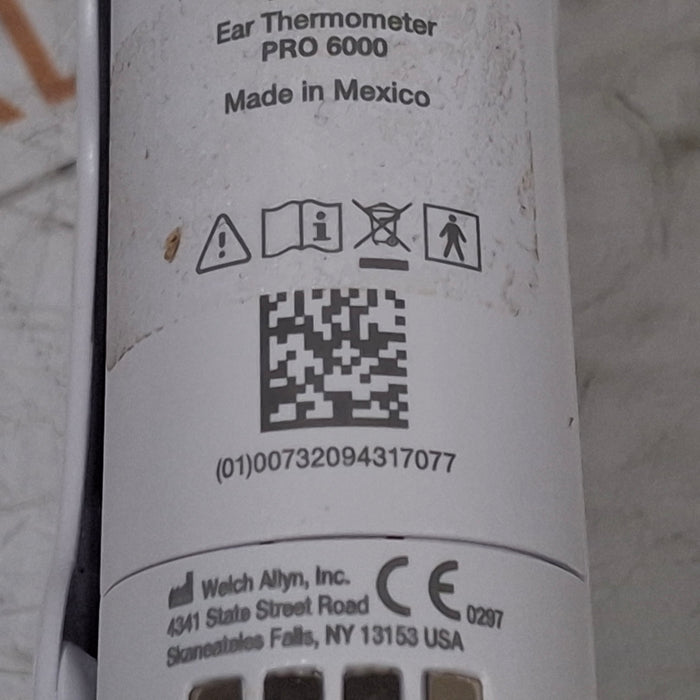 Ear Thermometer
PRO 6000
Made in Mexico
(01)00732094317077
Welch Allyn, Inc.
4341 State Street Road
Skaneateles Falls, NY 13153 USA
CE 0297